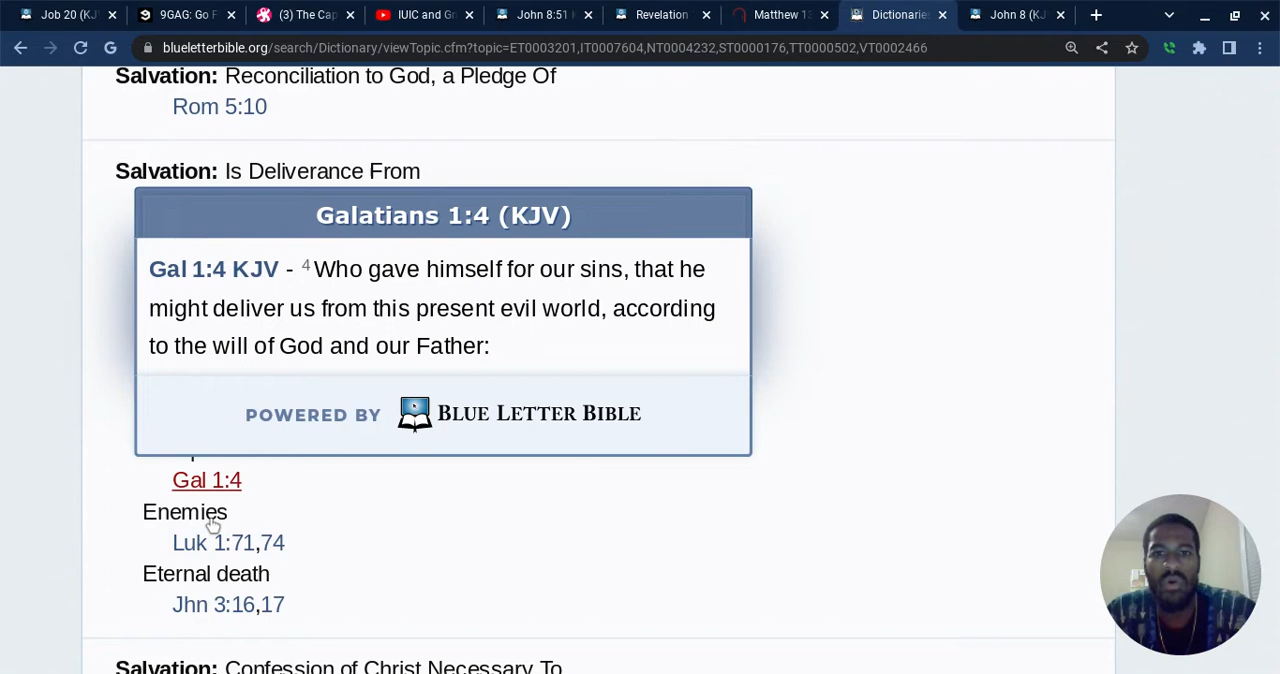 Job 20 (KJ
9GAG: Go F
(3) The Cap
IUIC and Gr
John 8:51
Revelation
Matthew 13
Dictionaries
John 8 (KJ
blueletterbible.org/search/Dictionary/viewTopic.cfm?topic=ET0003201,IT0007604,NT0004232,ST0000176,TT0000502,VT0002466
Salvation: Reconciliation to God, a Pledge Of
Rom 5:10
Salvation: Is Deliverance From
Galatians 1:4 (KJV)
Gal 1:4 KJV - 4Who gave himself for our sins, that he
might deliver us from this present evil world, according
to the will of God and our Father:
POWERED BY BLUE LETTER BIBLE
Gal 1:4
Enemies
Luk 1:71,74
Eternal death
Jhn 3:16,17
Salvation: Confession of Christ Necessary To